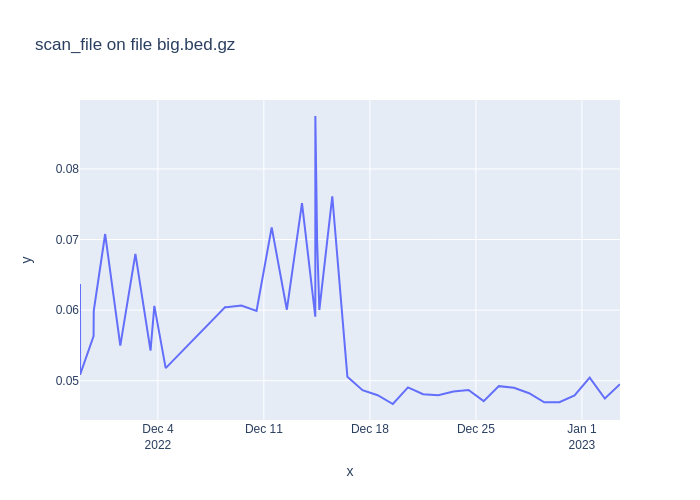 scan_file on file big.bed.gz
0.08
0.07
0.06
0.05
y
Dec 4
2022
Dec 11
Dec 18
Dec 25
Jan 1
2023
x